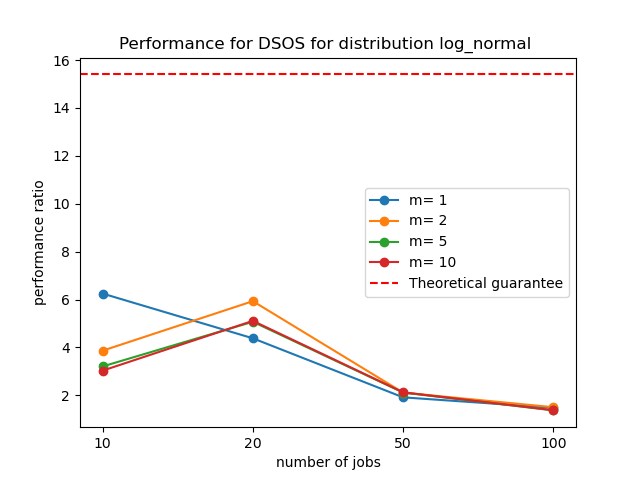 Performance for DSOS for distribution log_normal
16
14
12
10
8
6
4
2
performance ratio
m= 1
m= 2
m= 5
m= 10
Theoretical guarantee
10 20 50 100
number of jobs